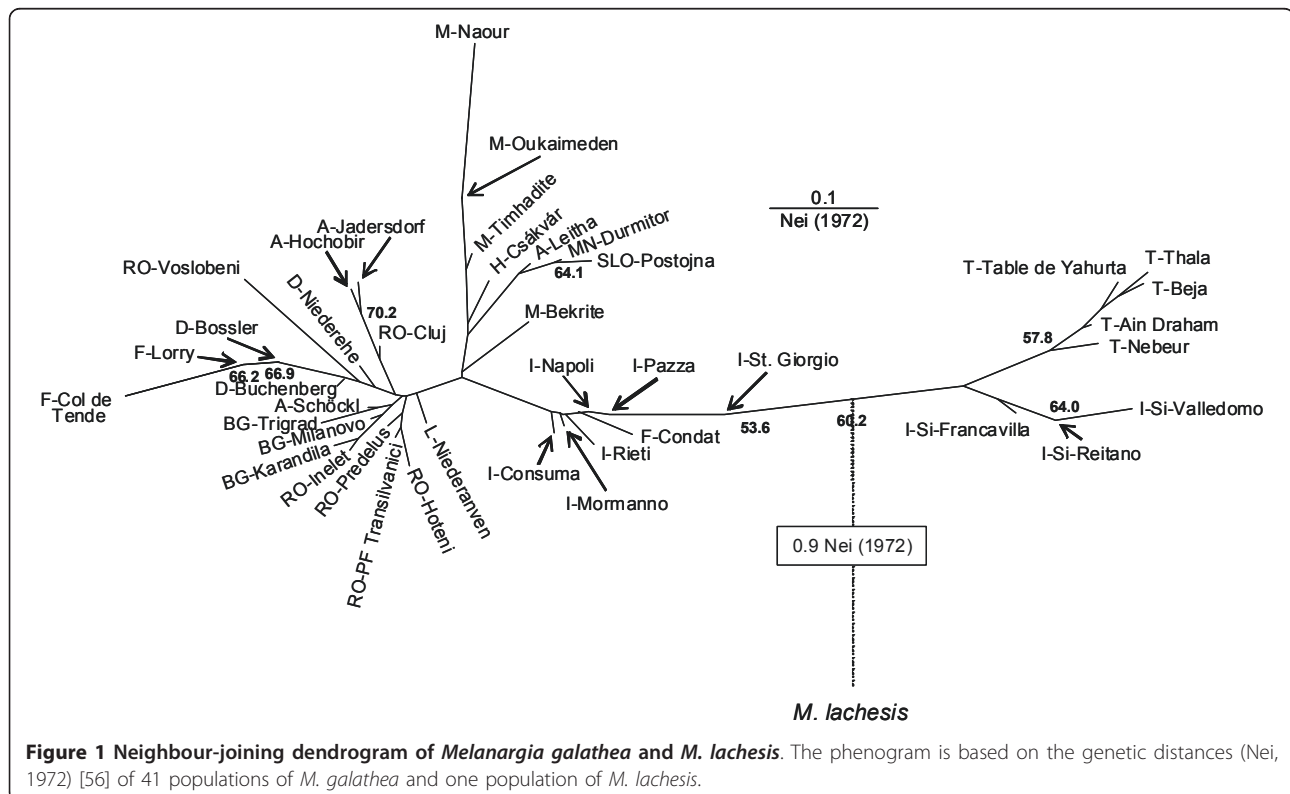 M-Naour
M-Oukaimeden
0.1
Nei (1972)
M-Timhadite
H-Csákvár
A-Leitha
MN-Durmitor
64.1
SLO-Postojna
A-Jadersdorf
A-Hochobir
RO-Voslobeni
70.2
D-Niederehe
RO-Cluj
D-Bossler
F-Lorry
66.2
66.9
F-Col de
Tende
D-Buchenberg
A-Schöckl
BG-Trigrad
BG-Milanovo
BG-Karandila
RO-Inelet
RO-Predelus
RO-PF Transilvanici
RO-Hoteni
L-Niederanven
M-Bekrite
I-Napoli
I-Pazza
I-St. Giorgio
I-Consuma
I-Mormanno
I-Rieti
F-Condat
53.6
60.2
T-Table de Yahurta
T-Thala
T-Beja
T-Ain Draham
57.8
T-Nebeur
64.0
I-Si-Valledomo
I-Si-Francavilla
I-Si-Reitano
0.9 Nei (1972)
M. lachesis
Figure 1 Neighbour-joining dendrogram of Melanargia galathea and M. lachesis. The phenogram is based on the genetic distances (Nei,
1972) [56] of 41 populations of M. galathea and one population of M. lachesis.